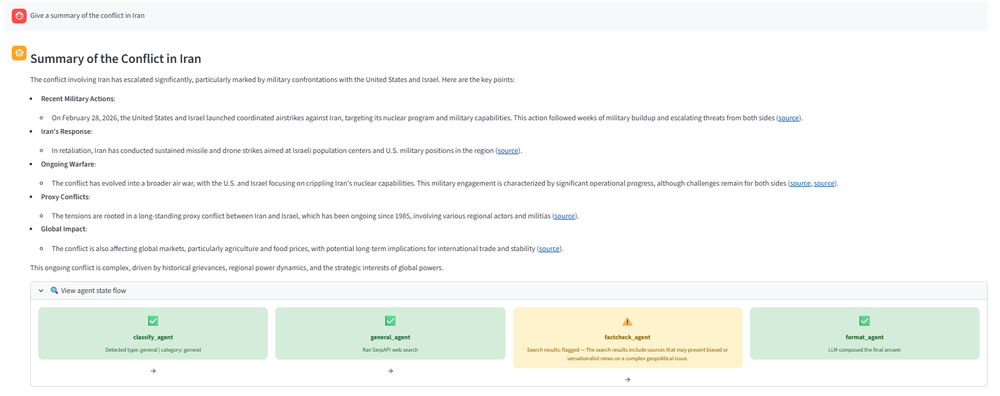 Give a summary of the conflict in Iran
Summary of the Conflict in Iran
The conflict involving Iran has escalated significantly, particularly marked by military confrontations with the United States and Israel. Here are the key points:
Recent Military Actions:
On February 28, 2026, the United States and Israel launched coordinated airstrikes against Iran, targeting its nuclear program and military capabilities. This action followed weeks of military buildup and escalating threats from both sides (source).
Iran's Response:
In retaliation, Iran has conducted sustained missile and drone strikes aimed at Israeli population centers and U.S. military positions in the region (source).
Ongoing Warfare:
The conflict has evolved into a broader air war, with the U.S. and Israel focusing on crippling Iran's nuclear capabilities. This military engagement is characterized by significant operational progress, although challenges remain for both sides (source, source).
Proxy Conflicts:
The tensions are rooted in a long-standing proxy conflict between Iran and Israel, which has been ongoing since 1985, involving various regional actors and militias (source).
Global Impact:
The conflict is also affecting global markets, particularly agriculture and food prices, with potential long-term implications for international trade and stability (source).
This ongoing conflict is complex, driven by historical grievances, regional power dynamics, and the strategic interests of global powers.
View agent state flow
classify_agent
Detected type: general | category: general
general_agent
Ran SerpAPI web search
factcheck_agent
Search results: flagged — The search results include sources that may present biased or
sensationalist views on a complex geopolitical issue.
format_agent
LLM composed the final answer